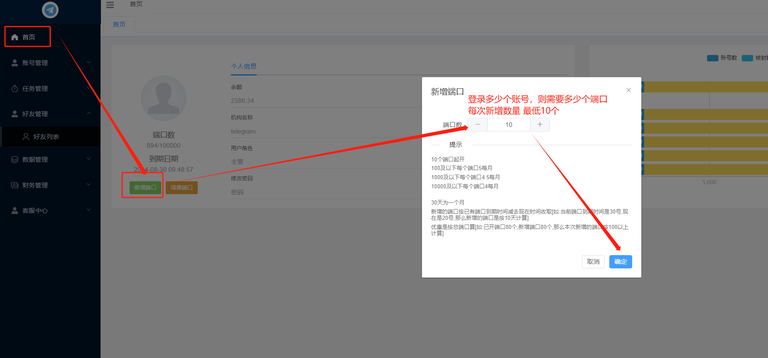 首页
首页
首页
账号管理
任务管理
好友管理
好友列表
数据管理
财务管理
客服中心
端口数
694/100000
到期日期
09:48:57
新增端口
续费端口
个人信息
余额
2586.34
机构名称
telegram
用户角色
主管
修改密码
密码
账号数
新增端口
登录多少个账号，则需要多少个端口
每次新增数量 最低10个
端口数
10
提示
10个端口起开
100及以下每个端口5每月
1000及以下每个端口4.5每月
10000及以下每个端口4每月
30天为一个月
新增的端口按已有端口到期时间减去现在时间收取[如:当前端口到期时间是30号,现
在是20号,那么新增的端口是按10天计算]
优惠是按总端口算[如:已开端口80个,新增端口80个,那么本次新增的端口按100以上
计算]
取消
确定
5,000